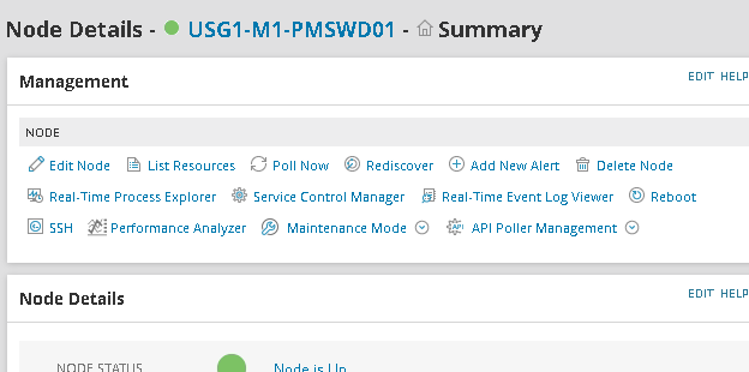 Node Details - USG1-M1-PMSWD01 - Summary
Management
EDIT HELP
NODE
Edit Node List Resources Poll Now Rediscover Add New Alert Delete Node
Real-Time Process Explorer Service Control Manager Real-Time Event Log Viewer Reboot
SSH Performance Analyzer Maintenance Mode API Poller Management
Node Details
EDIT HELP
NODE STATUS Node is Up